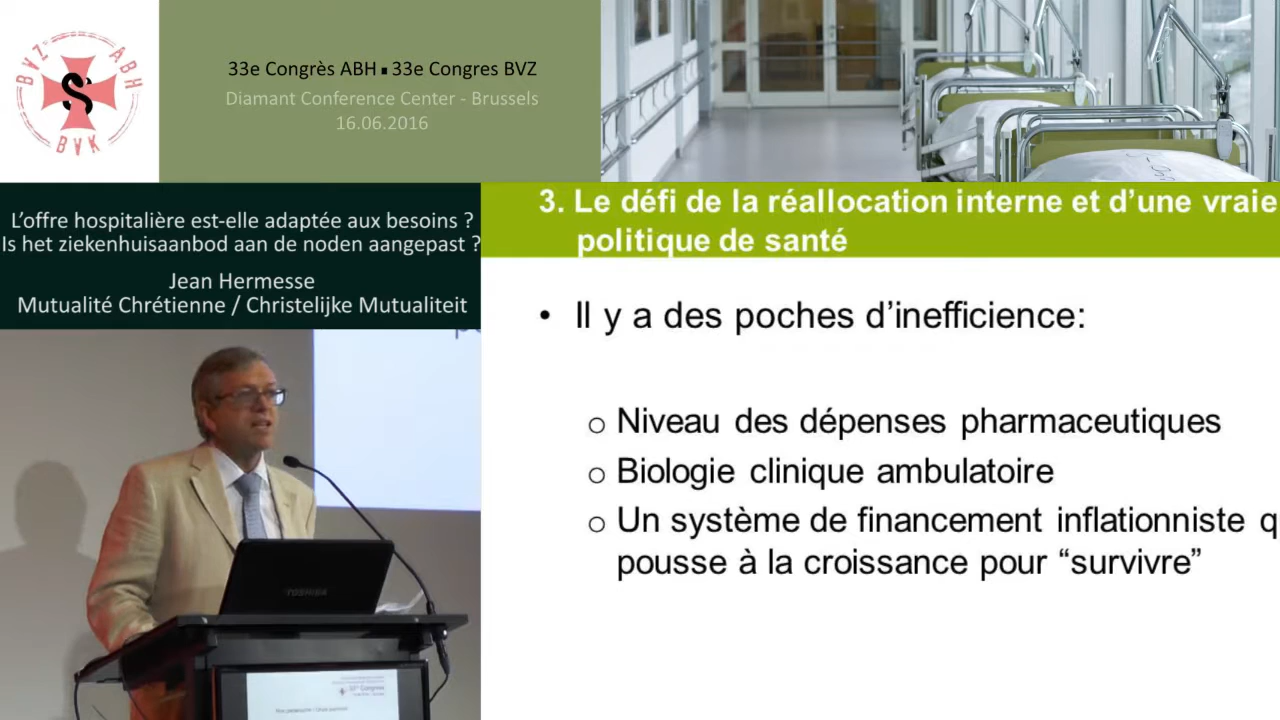 BVZ ABH
BVK
33e Congrès ABH ▪ 33e Congres BVZ
Diamant Conference Center - Brussels
16.06.2016
L'offre hospitalière est-elle adaptée aux besoins ?
Is het ziekenhuisaanbod aan de noden aangepast ?
Jean Hermesse
Mutualité Chrétienne / Christelijke Mutualiteit
3. Le défi de la réallocation interne et d'une vraie
politique de santé
• Il y a des poches d'inefficience:
o Niveau des dépenses pharmaceutiques
o Biologie clinique ambulatoire
o Un système de financement inflationniste q
pousse à la croissance pour “survivre”
TOSHIBA